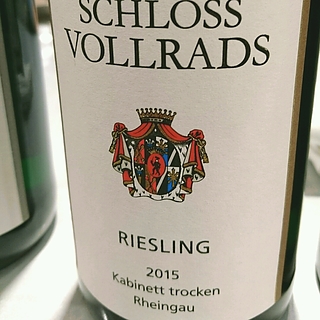 SCHLOSS
VOLLRADS
RIESLING
2015
Kabinett trocken
Rheingau